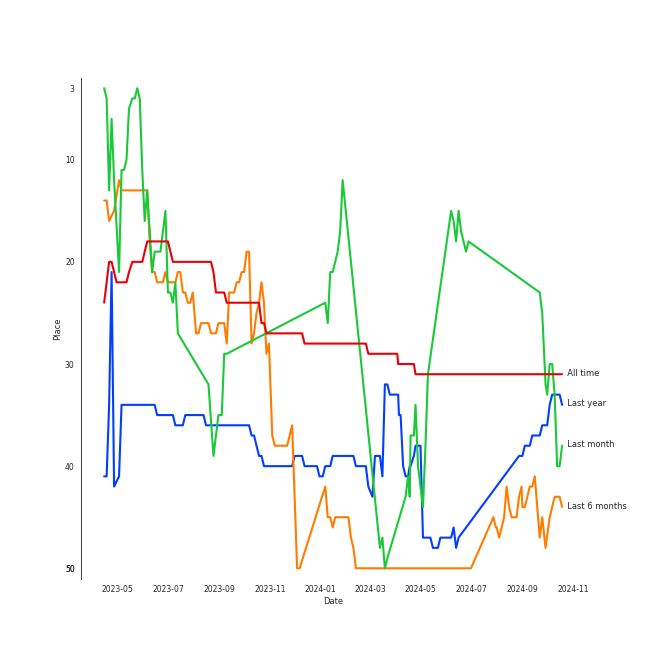 3
10
20
30
40
50
Place
2023-05
2023-07
2023-09
2023-11
2024-01
2024-03
2024-05
2024-07
2024-09
2024-11
Date
All time
Last year
Last month
Last 6 months